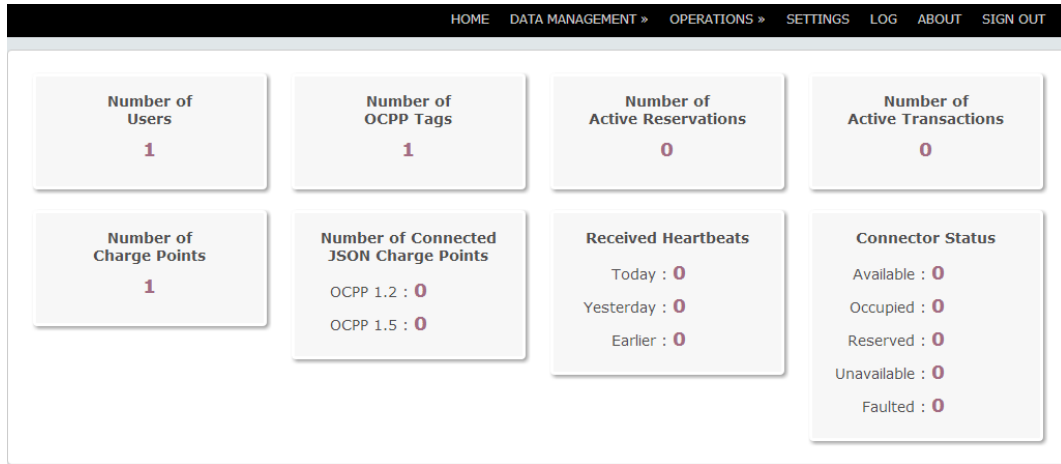 HOME DATA MANAGEMENT » OPERATIONS » SETTINGS LOG ABOUT SIGN OUT
Number of
Users
1
Number of
OCPP Tags
1
Number of
Active Reservations
0
Number of
Active Transactions
0
Number of
Charge Points
1
Number of Connected
JSON Charge Points
OCPP 1.2 : 0
OCPP 1.5 : 0
Received Heartbeats
Today : 0
Yesterday : 0
Earlier : 0
Connector Status
Available : 0
Occupied : 0
Reserved : 0
Unavailable : 0
Faulted : 0